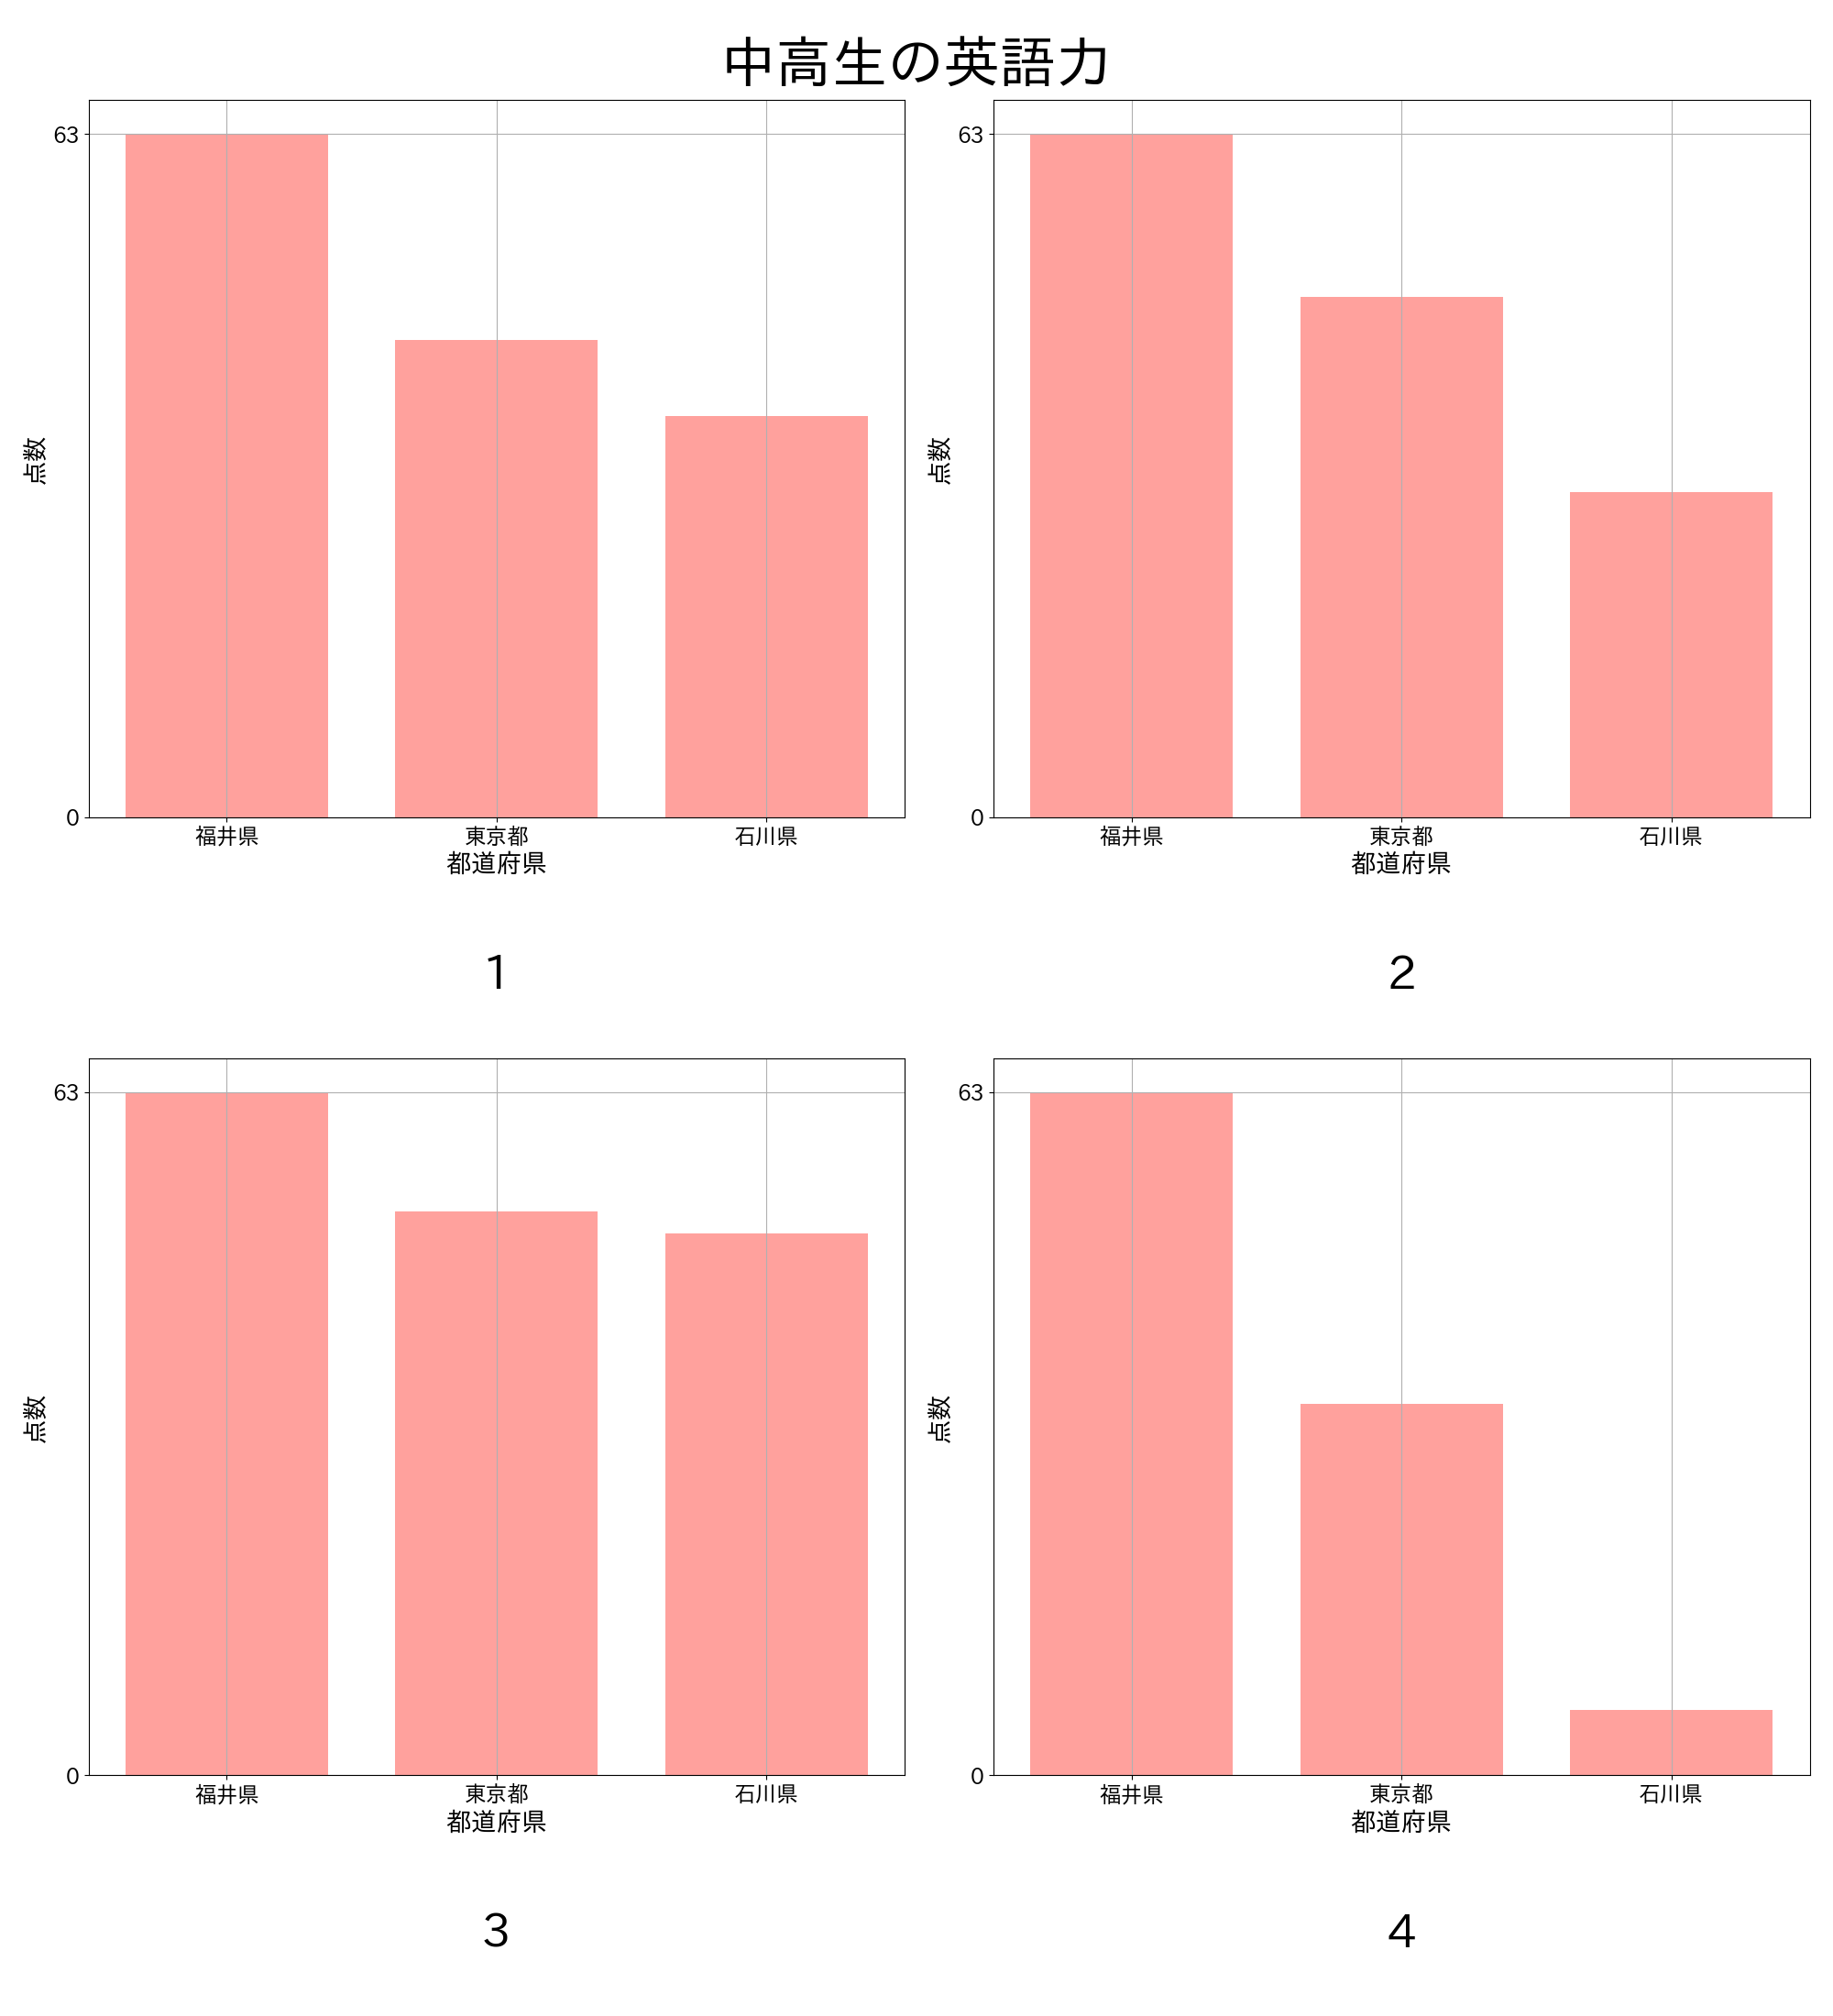 中高生の英語力
63
0
点数
福井県 東京都 石川県
都道府県
1
63
0
点数
福井県 東京都 石川県
都道府県
2
63
0
点数
福井県 東京都 石川県
都道府県
3
63
0
点数
福井県 東京都 石川県
都道府県
4